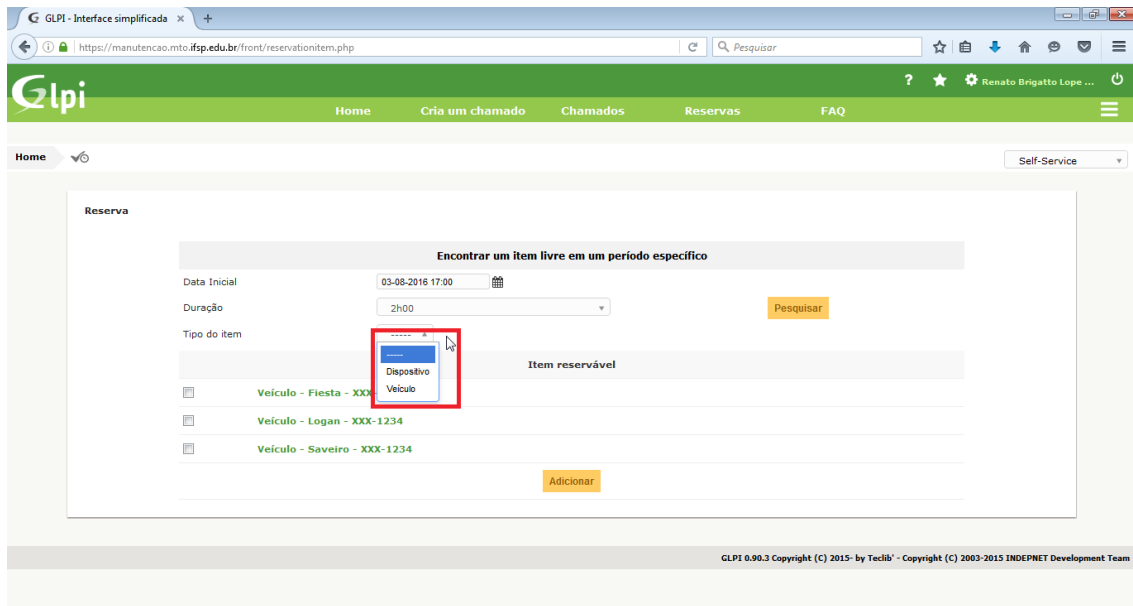 GLPI - Interface simplificada × +
https://manutencao.mto.ifsp.edu.br/front/reservationitem.php Pesquisar
Glpi
? Renato Brigatto Lope ...
Home Cria um chamado Chamados Reservas FAQ
Home Self-Service
Reserva
Encontrar um item livre em um período específico
Data Inicial 03-08-2016 17:00
Duração 2h00 Pesquisar
Tipo do item -----
-----
Item reservável
Dispositivo
Veículo
Veículo - Fiesta - XXX-
Veículo - Logan - XXX-1234
Veículo - Saveiro - XXX-1234
Adicionar
GLPI 0.90.3 Copyright (C) 2015- by Teclib' - Copyright (C) 2003-2015 INDEPNET Development Team